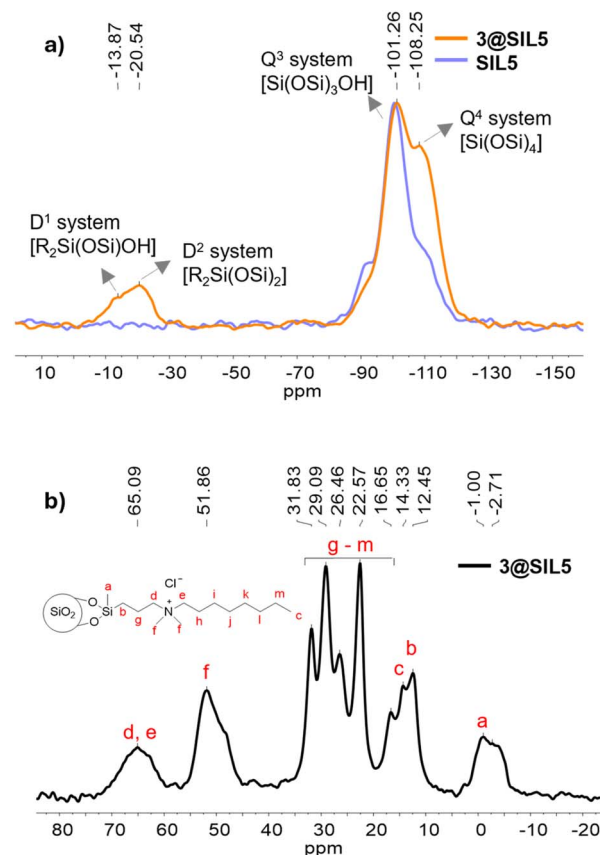 a)
-13.87
-20.54
-101.26
-108.25
3@SIL5
SIL5
Q³ system
[Si(OSi)₃OH]
Q⁴ system
[Si(OSi)₄]
D¹ system
[R₂Si(OSi)OH]
D² system
[R₂Si(OSi)₂]
10 -10 -30 -50 -70 -90 -110 -130 -150
ppm
b)
65.09
51.86
31.83
29.09
26.46
22.57
16.65
14.33
12.45
-1.00
-2.71
g - m
3@SIL5
Cl⁻
a d e i k m
SiO₂ O Si N⁺
O b g f f h j l c
f
b
c
a
d, e
80 70 60 50 40 30 20 10 0 -10 -20
ppm